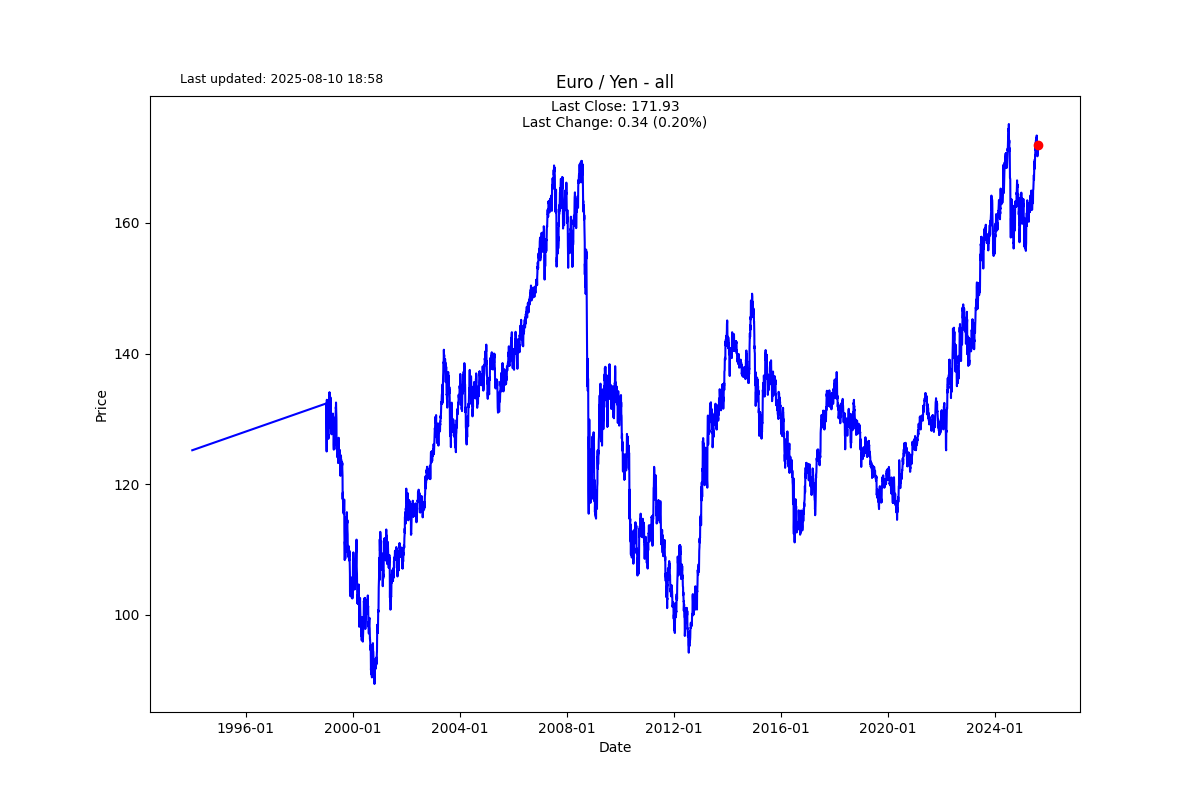 Last updated: 2025-08-10 18:58
Euro / Yen - all
Last Close: 171.93
Last Change: 0.34 (0.20%)
160
140
120
100
Price
1996-01
2000-01
2004-01
2008-01
2012-01
2016-01
2020-01
2024-01
Date